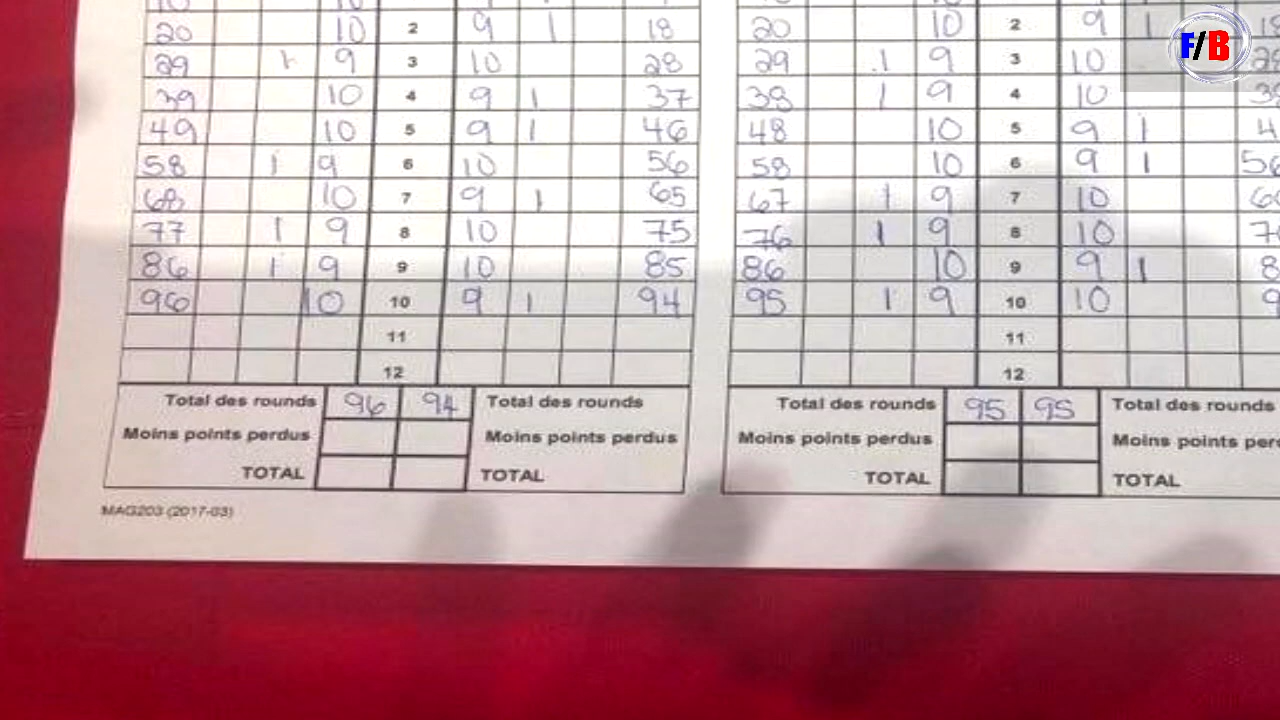 F/B
20 10 2 9 1 18 20 10 2 9 1
29 1 9 3 10 28 29 1 9 3 10
39 10 4 9 1 37 38 1 9 4 10
49 10 5 9 1 46 48 10 5 9 1
58 1 9 6 10 56 58 10 6 9 1 56
68 10 7 9 1 65 67 1 9 7 10
77 1 9 8 10 75 76 1 9 8 10
86 1 9 9 10 85 86 10 9 9 1
96 10 10 9 1 94 95 1 9 10 10
11 11
12 12
Total des rounds 96 94 Total des rounds Total des rounds 95 95 Total des rounds
Moins points perdus Moins points perdus Moins points perdus Moins points
TOTAL TOTAL TOTAL TOTAL
MAG203 (2017-03)